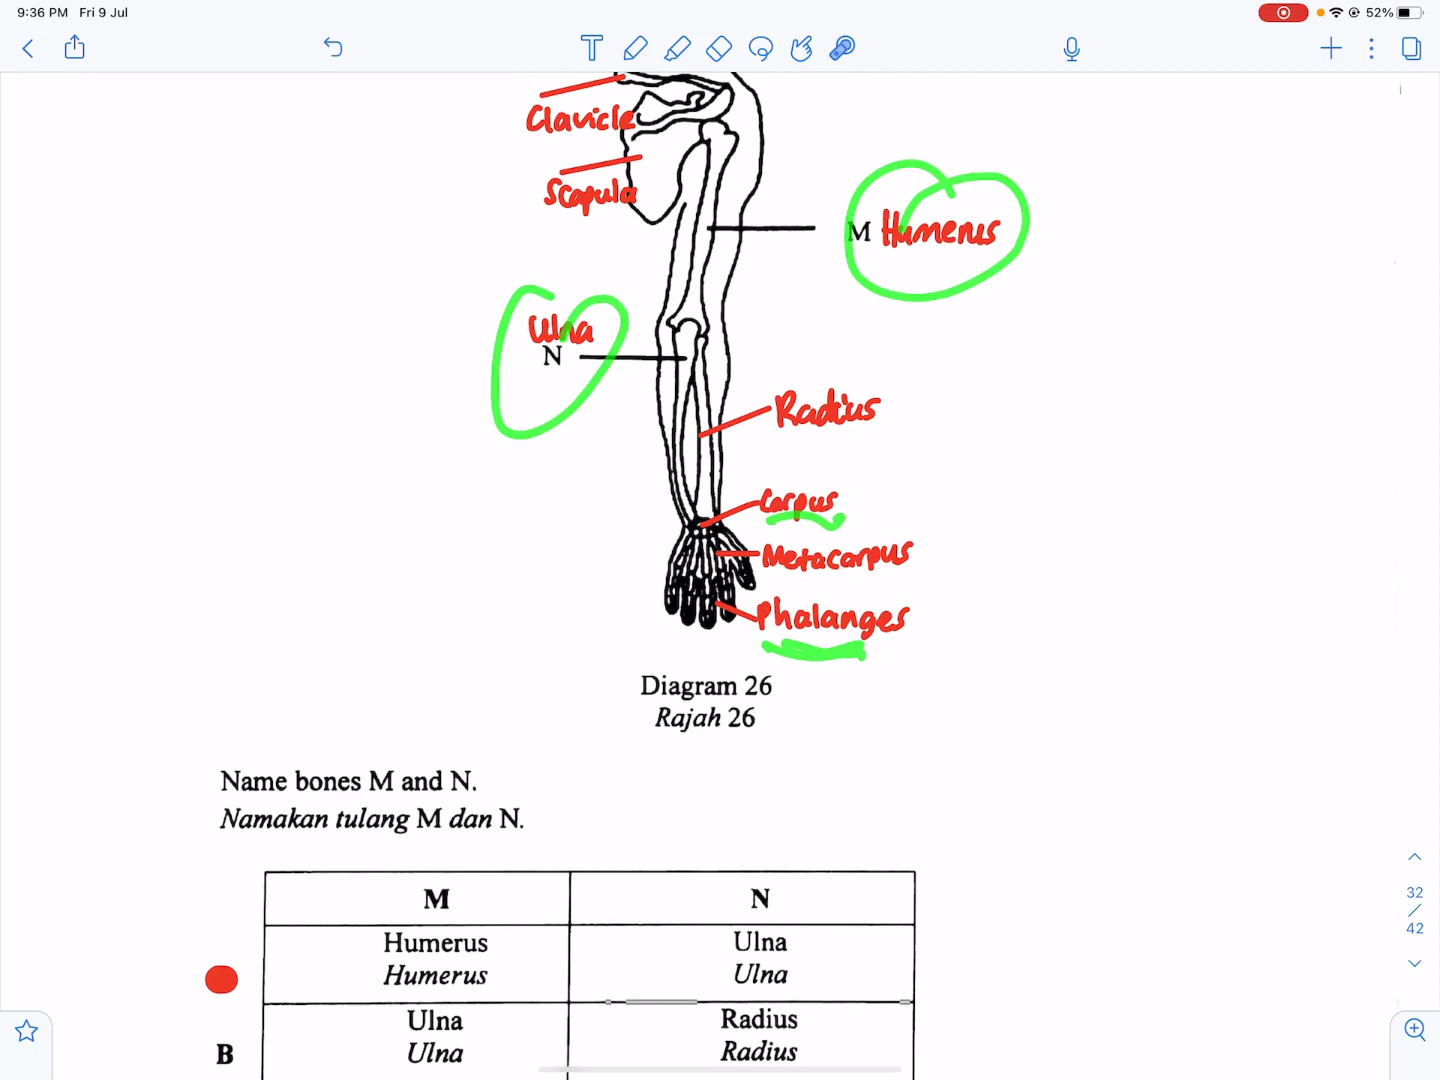 9:36 PM Fri 9 Jul
52%
Clavicle
Scapula
M Humerus
Ulna
N
Radius
Carpus
Metacarpus
Phalanges
Diagram 26
Rajah 26
Name bones M and N.
Namakan tulang M dan N.
M N
Humerus Ulna
Humerus Ulna
Ulna Radius
B Ulna Radius
32
/
42